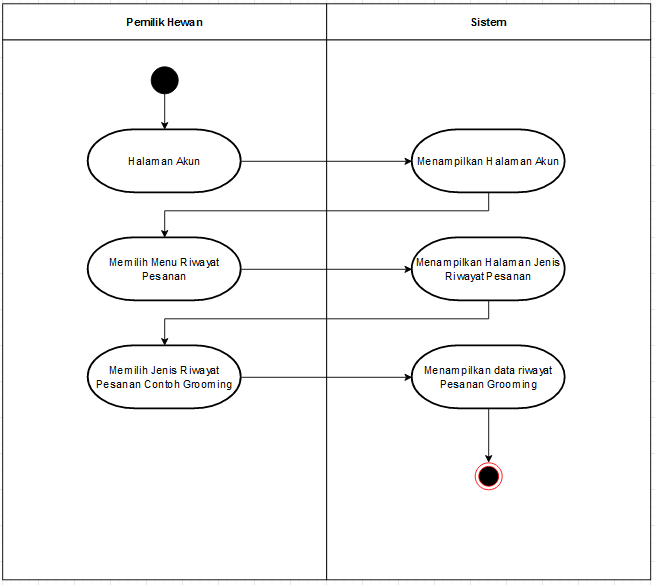 Pemilik Hewan
Sistem
Halaman Akun
Menampilkan Halaman Akun
Memilih Menu Riwayat
Pesanan
Menampilkan Halaman Jenis
Riwayat Pesanan
Memilih Jenis Riwayat
Pesanan Contoh Grooming
Menampilkan data riwayat
Pesanan Grooming